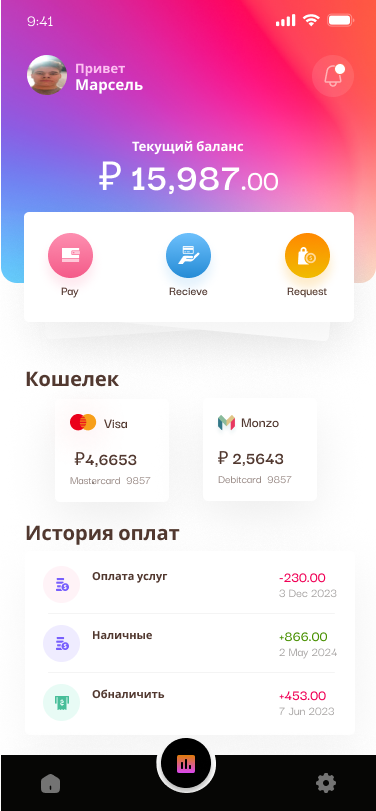 9:41
Привет
Марсель
Текущий баланс
₽ 15,987.00
Pay
Recieve
Request
Кошелек
Visa
Monzo
₽4,6653
₽ 2,5643
Mastercard 9857
Debitcard 9857
История оплат
Оплата услуг
-230.00
3 Dec 2023
Наличные
+866.00
2 May 2024
Обналичить
+453.00
7 Jun 2023